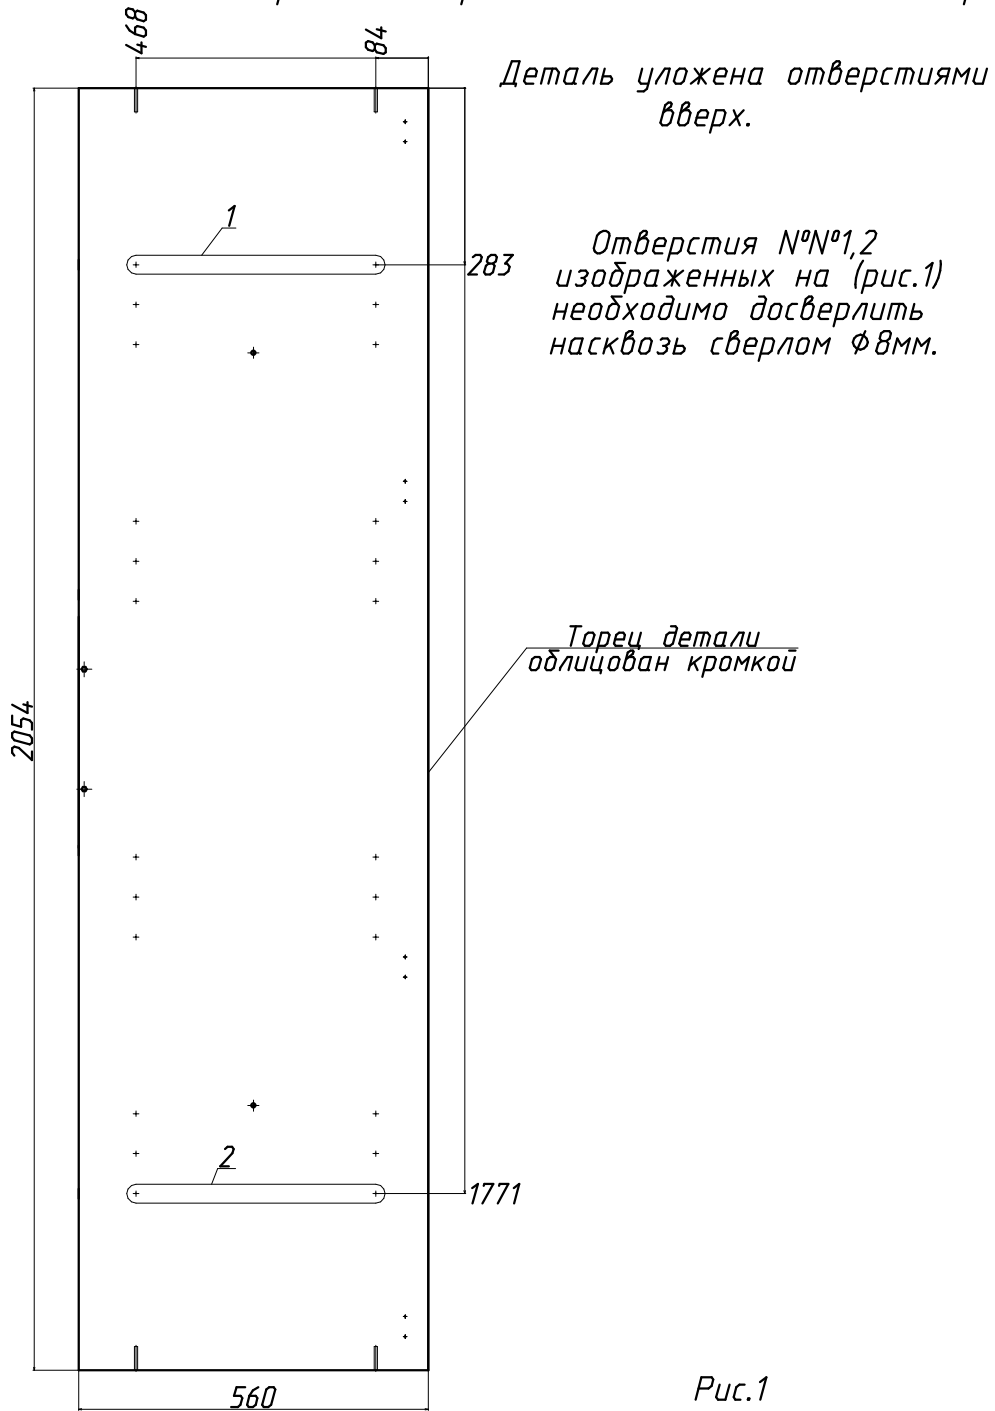 468
84
Деталь уложена отверстиями
вверх.
1
Отверстия №№1,2
283
изображенных на (рис.1)
необходимо досверлить
насквозь сверлом ϕ8мм.
Торец детали
облицован кромкой
2054
2
1771
560
Рис.1